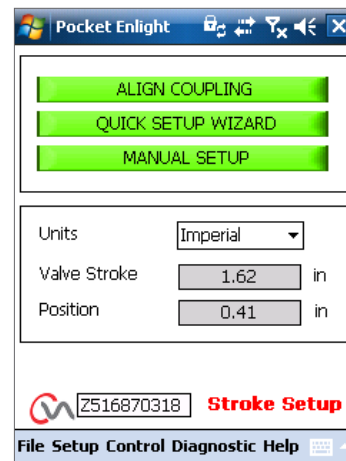 Pocket Enlight
ALIGN COUPLING
QUICK SETUP WIZARD
MANUAL SETUP
Units Imperial
Valve Stroke 1.62 in
Position 0.41 in
Z516870318 Stroke Setup
File Setup Control Diagnostic Help